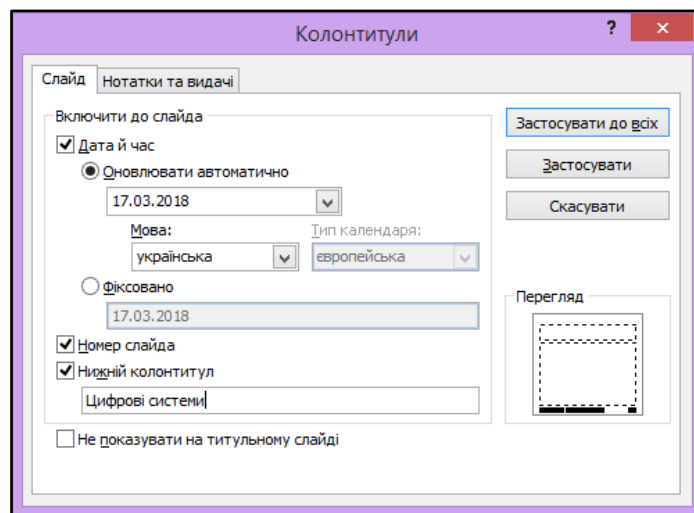 Колонтитули
Слайд Нотатки та видачі
Включити до слайда
Дата й час
Оновлювати автоматично
17.03.2018
Мова: Тип календаря:
українська європейська
Фіксовано
17.03.2018
Номер слайда
Нижній колонтитул
Цифрові системи
Не показувати на титульному слайді
Застосувати до всіх
Застосувати
Скасувати
Перегляд